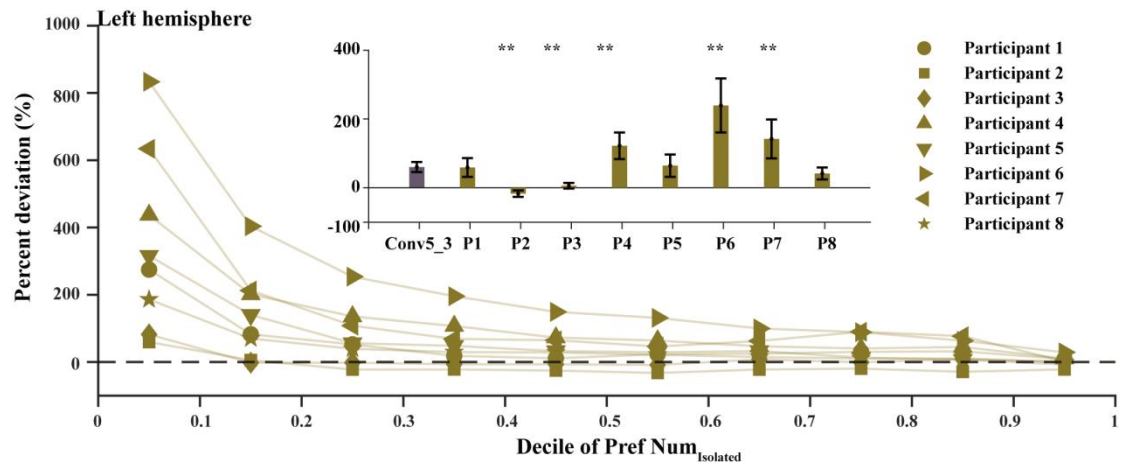 Left hemisphere
Percent deviation (%)
1000
800
600
400
200
0
0 0.1 0.2 0.3 0.4 0.5 0.6 0.7 0.8 0.9 1
Decile of Pref Num_Isolated
400
200
0
-100
** ** ** ** **
Conv5_3 P1 P2 P3 P4 P5 P6 P7 P8
Participant 1
Participant 2
Participant 3
Participant 4
Participant 5
Participant 6
Participant 7
Participant 8